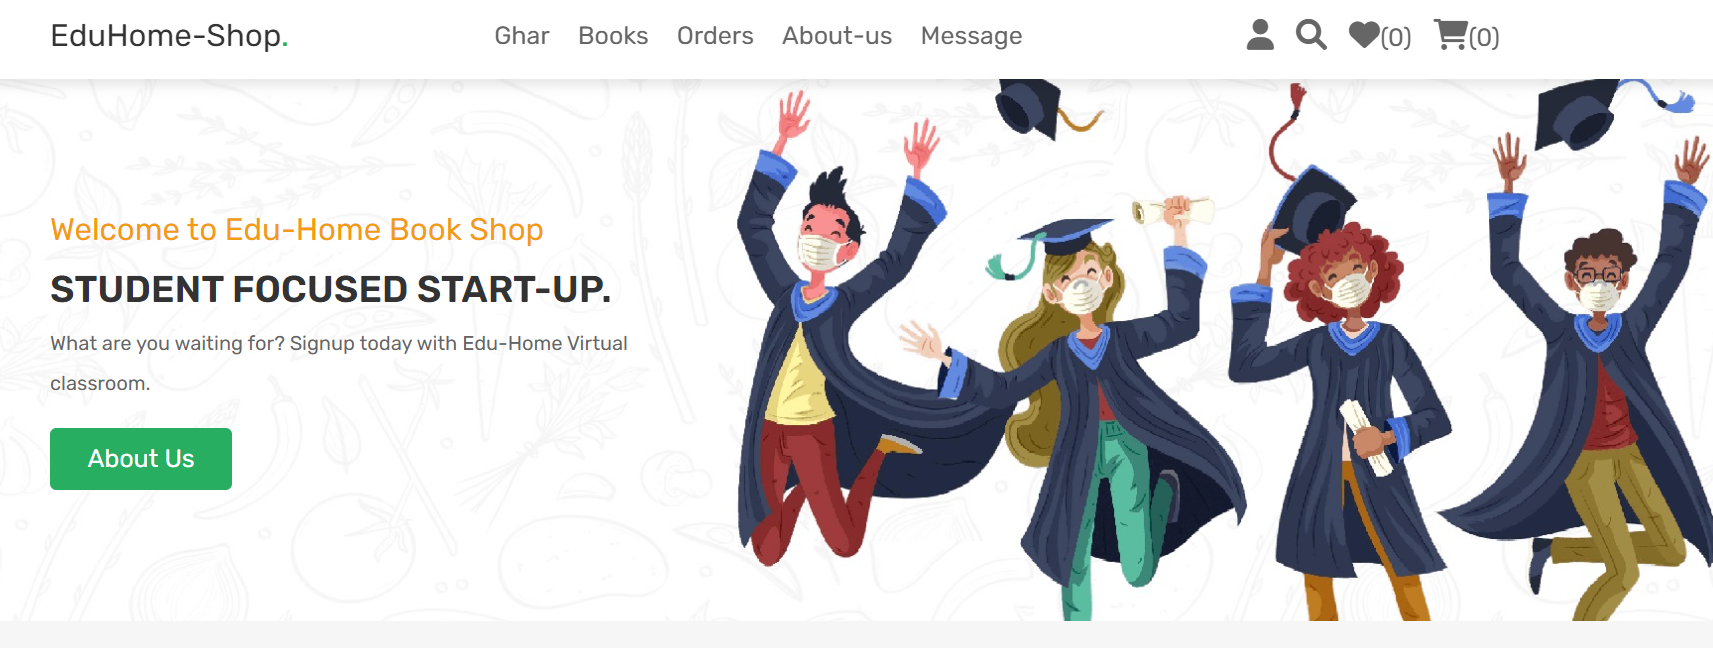 EduHome-Shop.
Ghar Books Orders About-us Message
(0) (0)
Welcome to Edu-Home Book Shop
STUDENT FOCUSED START-UP.
What are you waiting for? Signup today with Edu-Home Virtual
classroom.
About Us